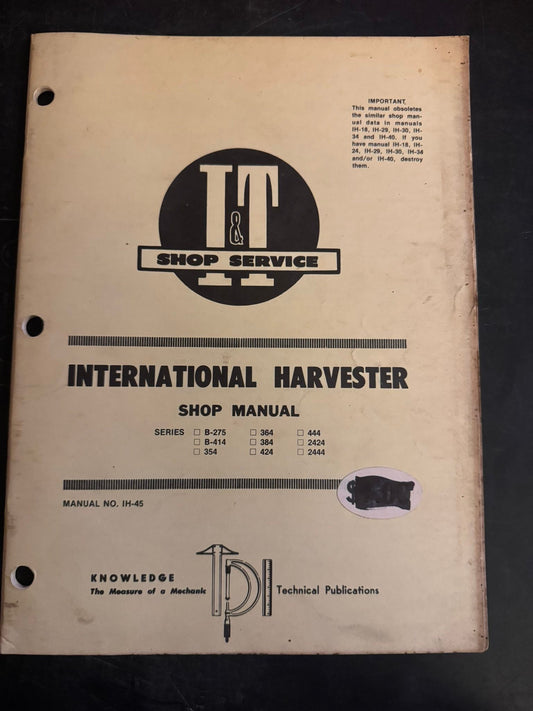 IMPORTANT
This manual obsoletes
the similar shop man-
ual data in manuals
IH-18, IH-29, IH-30, IH-
34 and IH-40. If you
have manual IH-18, IH-
24, IH-29, IH-30, IH-34
and/or IH-40, destroy
them.
I&T
SHOP SERVICE
INTERNATIONAL HARVESTER
SHOP MANUAL
SERIES □ B-275 □ 364 □ 444
□ B-414 □ 384 □ 2424
□ 354 □ 424 □ 2444
MANUAL NO. IH-45
KNOWLEDGE
The Measure of a Mechanic
Technical Publications